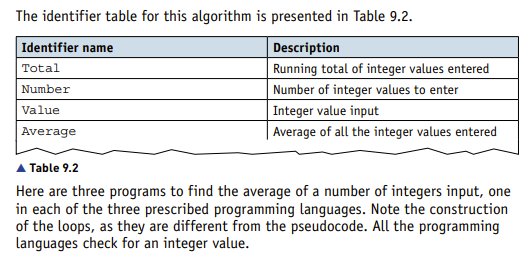 The identifier table for this algorithm is presented in Table 9.2.
Identifier name Description
Total Running total of integer values entered
Number Number of integer values to enter
Value Integer value input
Average Average of all the integer values entered
▲ Table 9.2
Here are three programs to find the average of a number of integers input, one
in each of the three prescribed programming languages. Note the construction
of the loops, as they are different from the pseudocode. All the programming
languages check for an integer value.